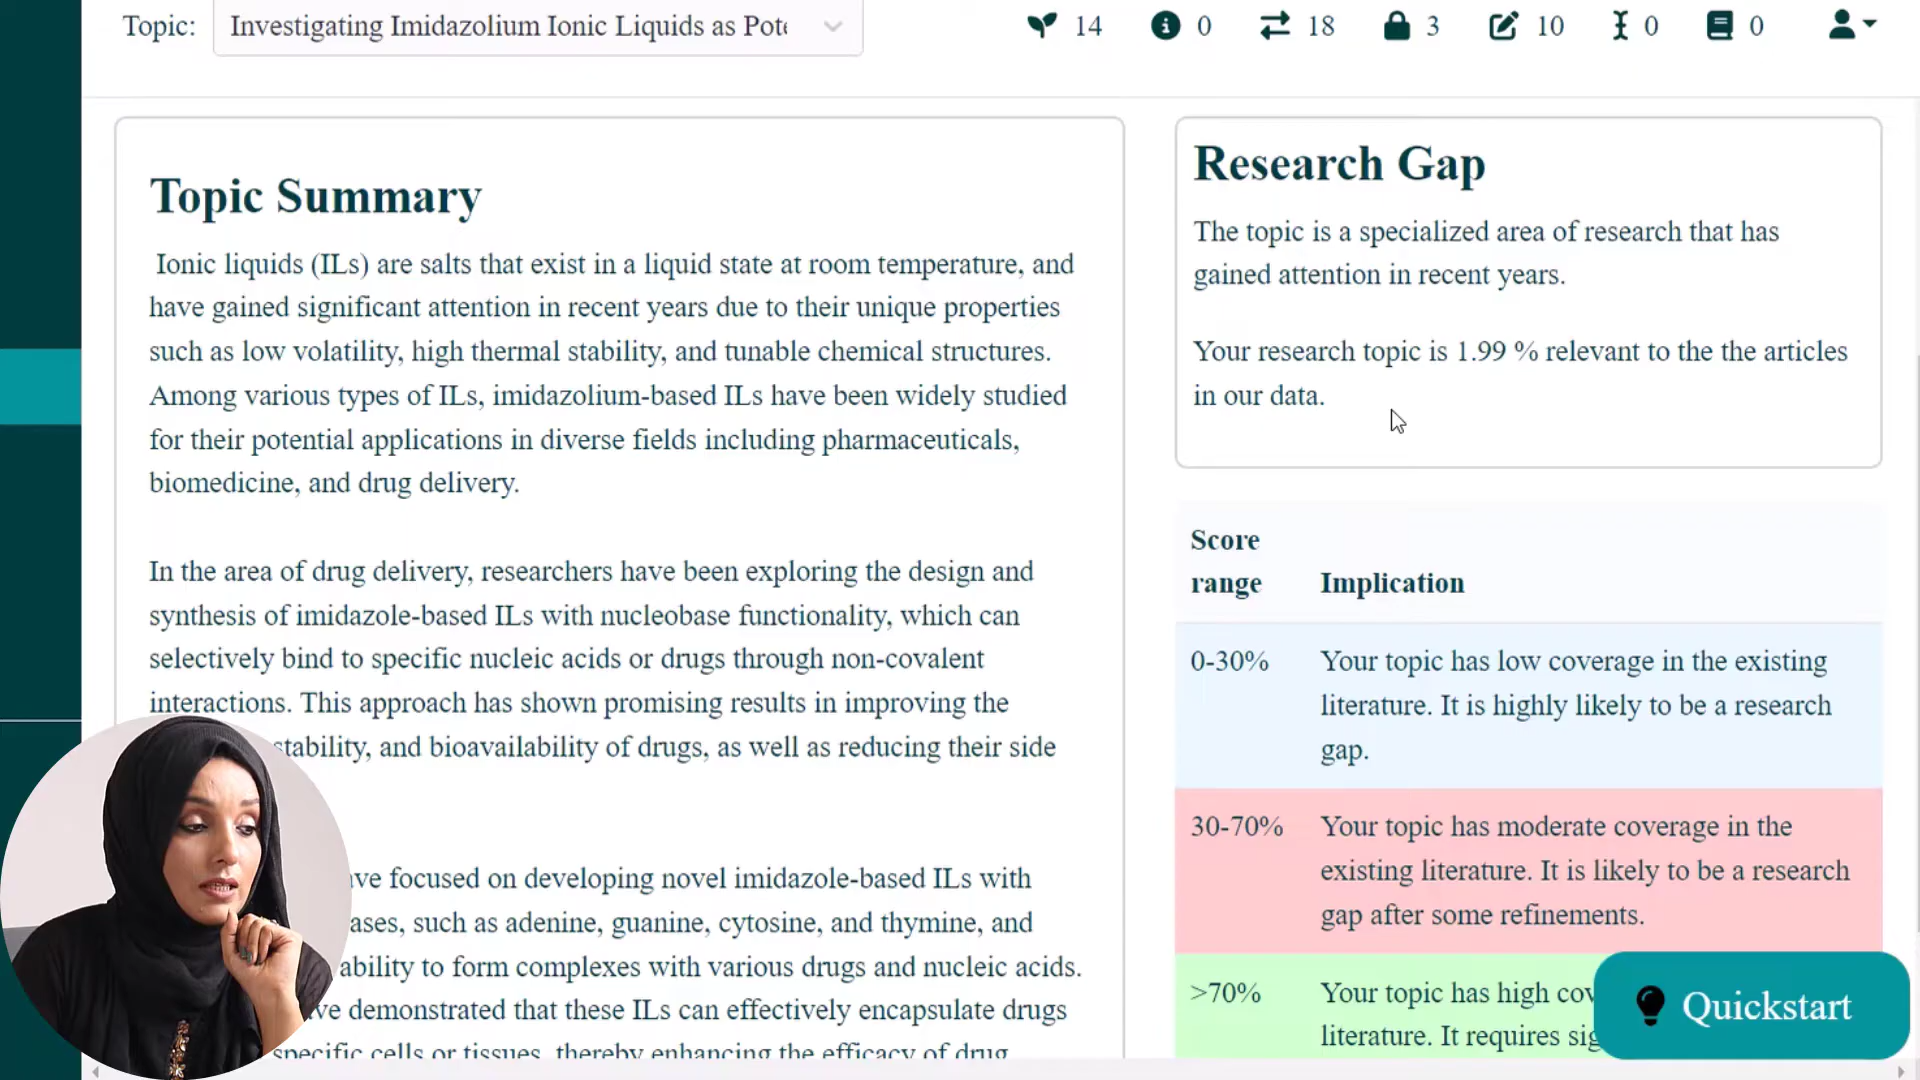 Topic: Investigating Imidazolium Ionic Liquids as Pote
14 0 18 3 10 0 0
Topic Summary
Ionic liquids (ILs) are salts that exist in a liquid state at room temperature, and
have gained significant attention in recent years due to their unique properties
such as low volatility, high thermal stability, and tunable chemical structures.
Among various types of ILs, imidazolium-based ILs have been widely studied
for their potential applications in diverse fields including pharmaceuticals,
biomedicine, and drug delivery.
In the area of drug delivery, researchers have been exploring the design and
synthesis of imidazole-based ILs with nucleobase functionality, which can
selectively bind to specific nucleic acids or drugs through non-covalent
interactions. This approach has shown promising results in improving the
stability, and bioavailability of drugs, as well as reducing their side
ve focused on developing novel imidazole-based ILs with
ases, such as adenine, guanine, cytosine, and thymine, and
ability to form complexes with various drugs and nucleic acids.
ve demonstrated that these ILs can effectively encapsulate drugs
specific cells or tissues, thereby enhancing the efficacy of drug
Research Gap
The topic is a specialized area of research that has
gained attention in recent years.
Your research topic is 1.99 % relevant to the the articles
in our data.
Score
range Implication
0-30% Your topic has low coverage in the existing
literature. It is highly likely to be a research
gap.
30-70% Your topic has moderate coverage in the
existing literature. It is likely to be a research
gap after some refinements.
>70% Your topic has high cov
literature. It requires sig
Quickstart